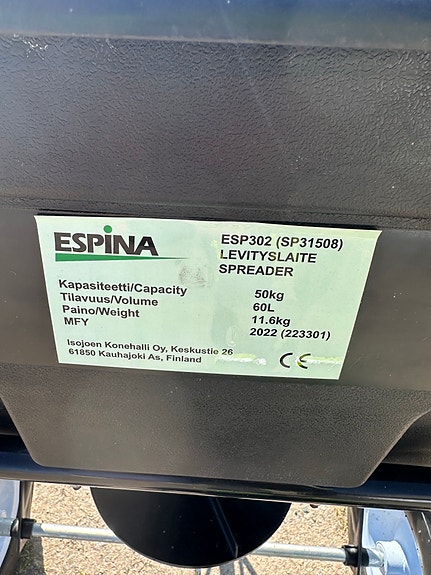 ESPINA
ESP302 (SP31508)
LEVITYSLAITE
SPREADER
Kapasiteetti/Capacity 50kg
Tilavuus/Volume 60L
Paino/Weight 11.6kg
MFY 2022 (223301)
Isojoen Konehalli Oy, Keskustie 26
61850 Kauhajoki As, Finland
CE